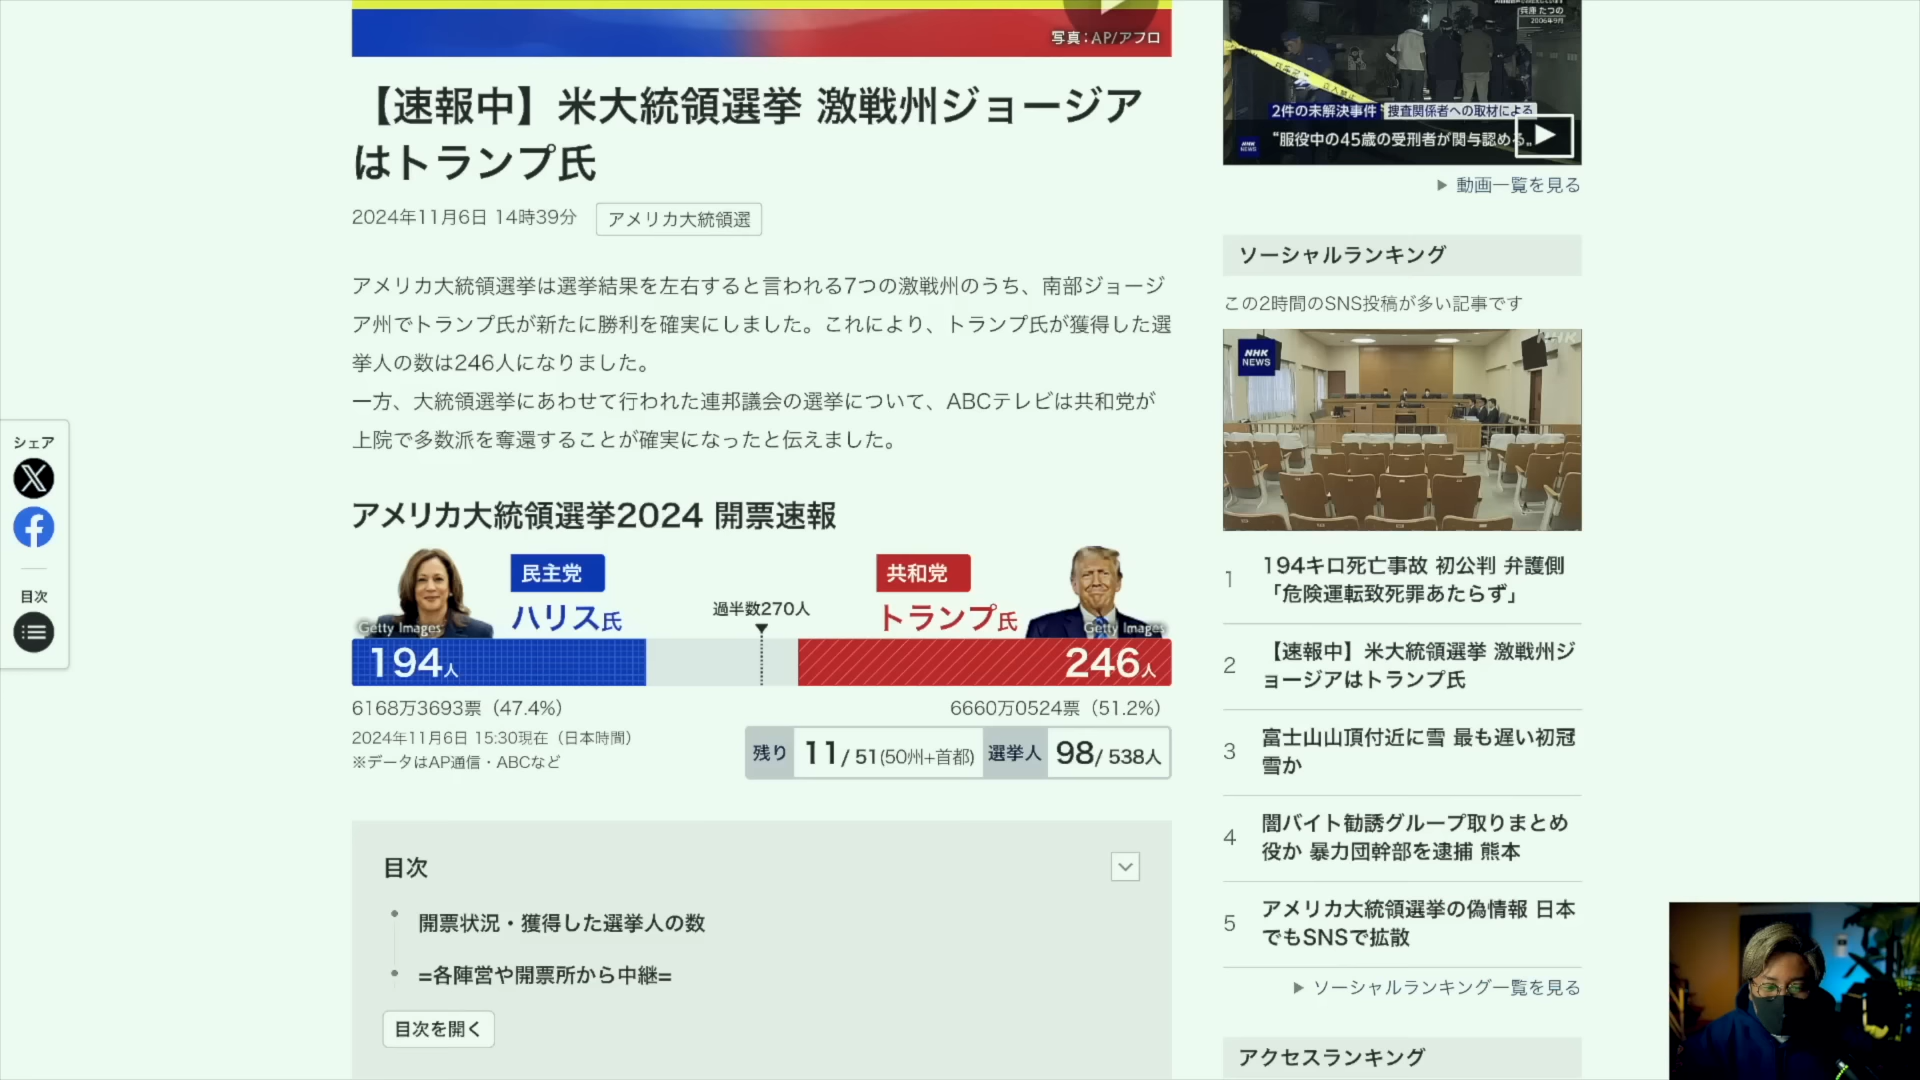 写真：AP/アフロ
【速報中】米大統領選挙 激戦州ジョージア
はトランプ氏
2024年11月6日 14時39分
アメリカ大統領選
アメリカ大統領選挙は選挙結果を左右すると言われる7つの激戦州のうち、南部ジョージ
ア州でトランプ氏が新たに勝利を確実にしました。これにより、トランプ氏が獲得した選
挙人の数は246人になりました。
一方、大統領選挙にあわせて行われた連邦議会の選挙について、ABCテレビは共和党が
上院で多数派を奪還することが確実になったと伝えました。
アメリカ大統領選挙2024 開票速報
民主党
ハリス氏
過半数270人
共和党
トランプ氏
Getty Images
Getty Images
194人
246人
6168万3693票（47.4%）
6660万0524票（51.2%）
2024年11月6日 15:30現在（日本時間）
※データはAP通信・ABCなど
残り 11/ 51(50州+首都) 選挙人 98/ 538人
目次
開票状況・獲得した選挙人の数
=各陣営や開票所から中継=
目次を開く
シェア
目次
兵庫 たつの
2006年9月
2件の未解決事件 捜査関係者への取材による
NHK
NEWS
“服役中の45歳の受刑者が関与認める”
動画一覧を見る
ソーシャルランキング
この2時間のSNS投稿が多い記事です
NHK
NEWS
NHK
1
194キロ死亡事故 初公判 弁護側
「危険運転致死罪あたらず」
2
【速報中】米大統領選挙 激戦州ジ
ョージアはトランプ氏
3
富士山山頂付近に雪 最も遅い初冠
雪か
4
闇バイト勧誘グループ取りまとめ
役か 暴力団幹部を逮捕 熊本
5
アメリカ大統領選挙の偽情報 日本
でもSNSで拡散
ソーシャルランキング一覧を見る
アクセスランキング